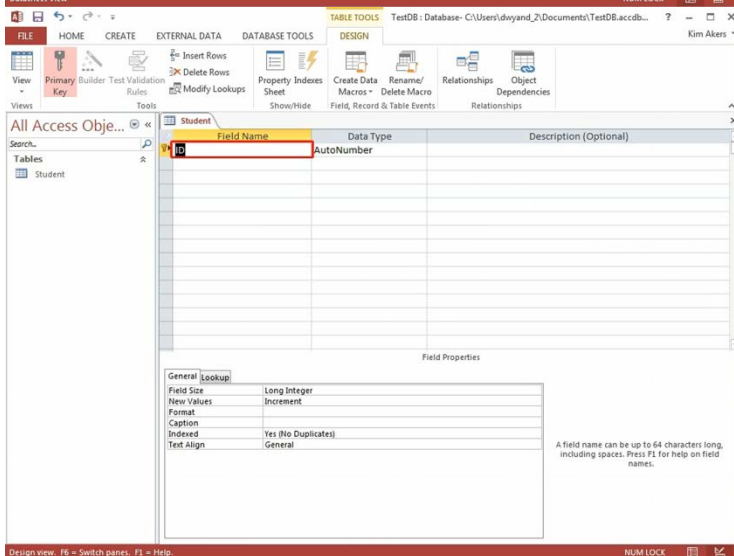 NUM LOCK
TABLE TOOLS TestDB : Database- C:\Users\dwyand_2\Documents\TestDB.accdb... ? – □ X
FILE HOME CREATE EXTERNAL DATA DATABASE TOOLS DESIGN Kim Akers
View Primary Key Builder Test Validation Rules
Insert Rows
Delete Rows
Modify Lookups
Property Sheet Indexes Create Data Macros Rename/ Delete Macro Relationships Object Dependencies
Views Tools Show/Hide Field, Record & Table Events Relationships
All Access Obje... «
Search...
Tables
Student
Student
Field Name Data Type Description (Optional)
ID AutoNumber
Field Properties
General Lookup
Field Size Long Integer
New Values Increment
Format
Caption
Indexed Yes (No Duplicates)
Text Align General
A field name can be up to 64 characters long,
including spaces. Press F1 for help on field
names.
Design view. F6 = Switch panes. F1 = Help. NUM LOCK